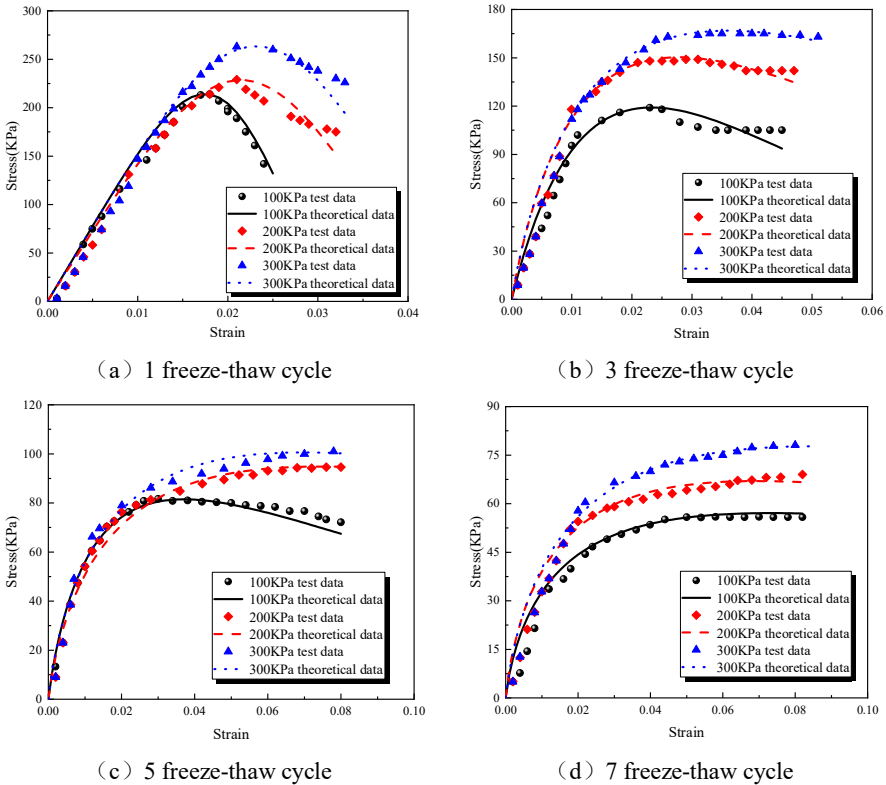 300
250
200
150
100
50
0
Stress(KPa)
100KPa test data
100KPa theoretical data
200KPa test data
200KPa theoretical data
300KPa test data
300KPa theoretical data
0.00 0.01 0.02 0.03 0.04
Strain
（a）1 freeze-thaw cycle
180
150
120
90
60
30
0
Stress(KPa)
100KPa test data
100KPa theoretical data
200KPa test data
200KPa theoretical data
300KPa test data
300KPa theoretical data
0.00 0.01 0.02 0.03 0.04 0.05 0.06
Strain
（b）3 freeze-thaw cycle
120
100
80
60
40
20
0
Stress(KPa)
100KPa test data
100KPa theoretical data
200KPa test data
200KPa theoretical data
300KPa test data
300KPa theoretical data
0.00 0.02 0.04 0.06 0.08 0.10
Strain
（c）5 freeze-thaw cycle
90
75
60
45
30
15
0
Stress(KPa)
100KPa test data
100KPa theoretical data
200KPa test data
200KPa theoretical data
300KPa test data
300KPa theoretical data
0.00 0.02 0.04 0.06 0.08 0.10
Strain
（d）7 freeze-thaw cycle